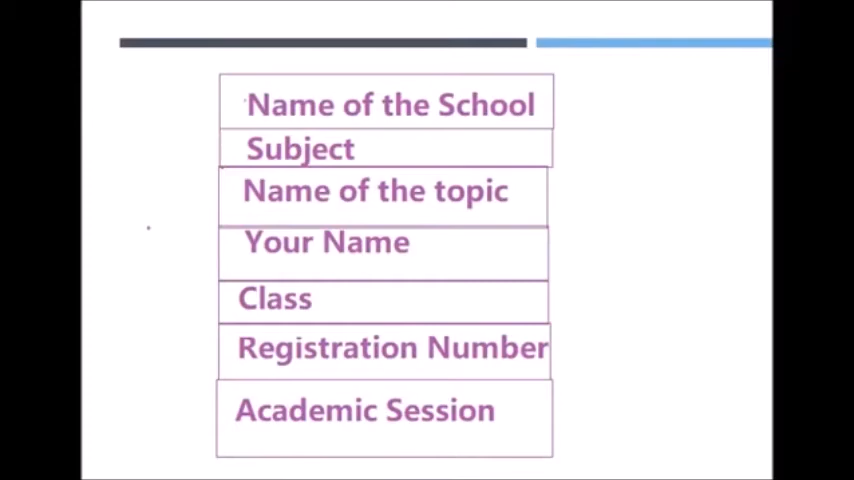 Name of the School
Subject
Name of the topic
Your Name
Class
Registration Number
Academic Session